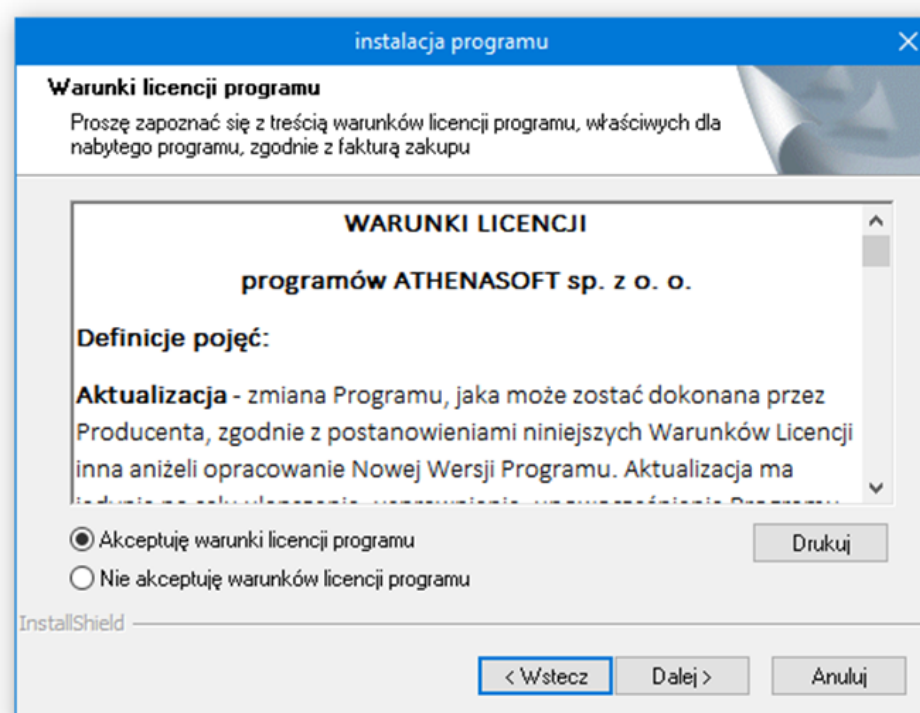 instalacja programu
Warunki licencji programu
Proszę zapoznać się z treścią warunków licencji programu, właściwych dla
nabytego programu, zgodnie z fakturą zakupu
WARUNKI LICENCJI
programów ATHENASOFT sp. z o. o.
Definicje pojęć:
Aktualizacja - zmiana Programu, jaka może zostać dokonana przez
Producenta, zgodnie z postanowieniami niniejszych Warunków Licencji
inna aniżeli opracowanie Nowej Wersji Programu. Aktualizacja ma
Akceptuję warunki licencji programu
Drukuj
Nie akceptuję warunków licencji programu
InstallShield
< Wstecz
Dalej >
Anuluj